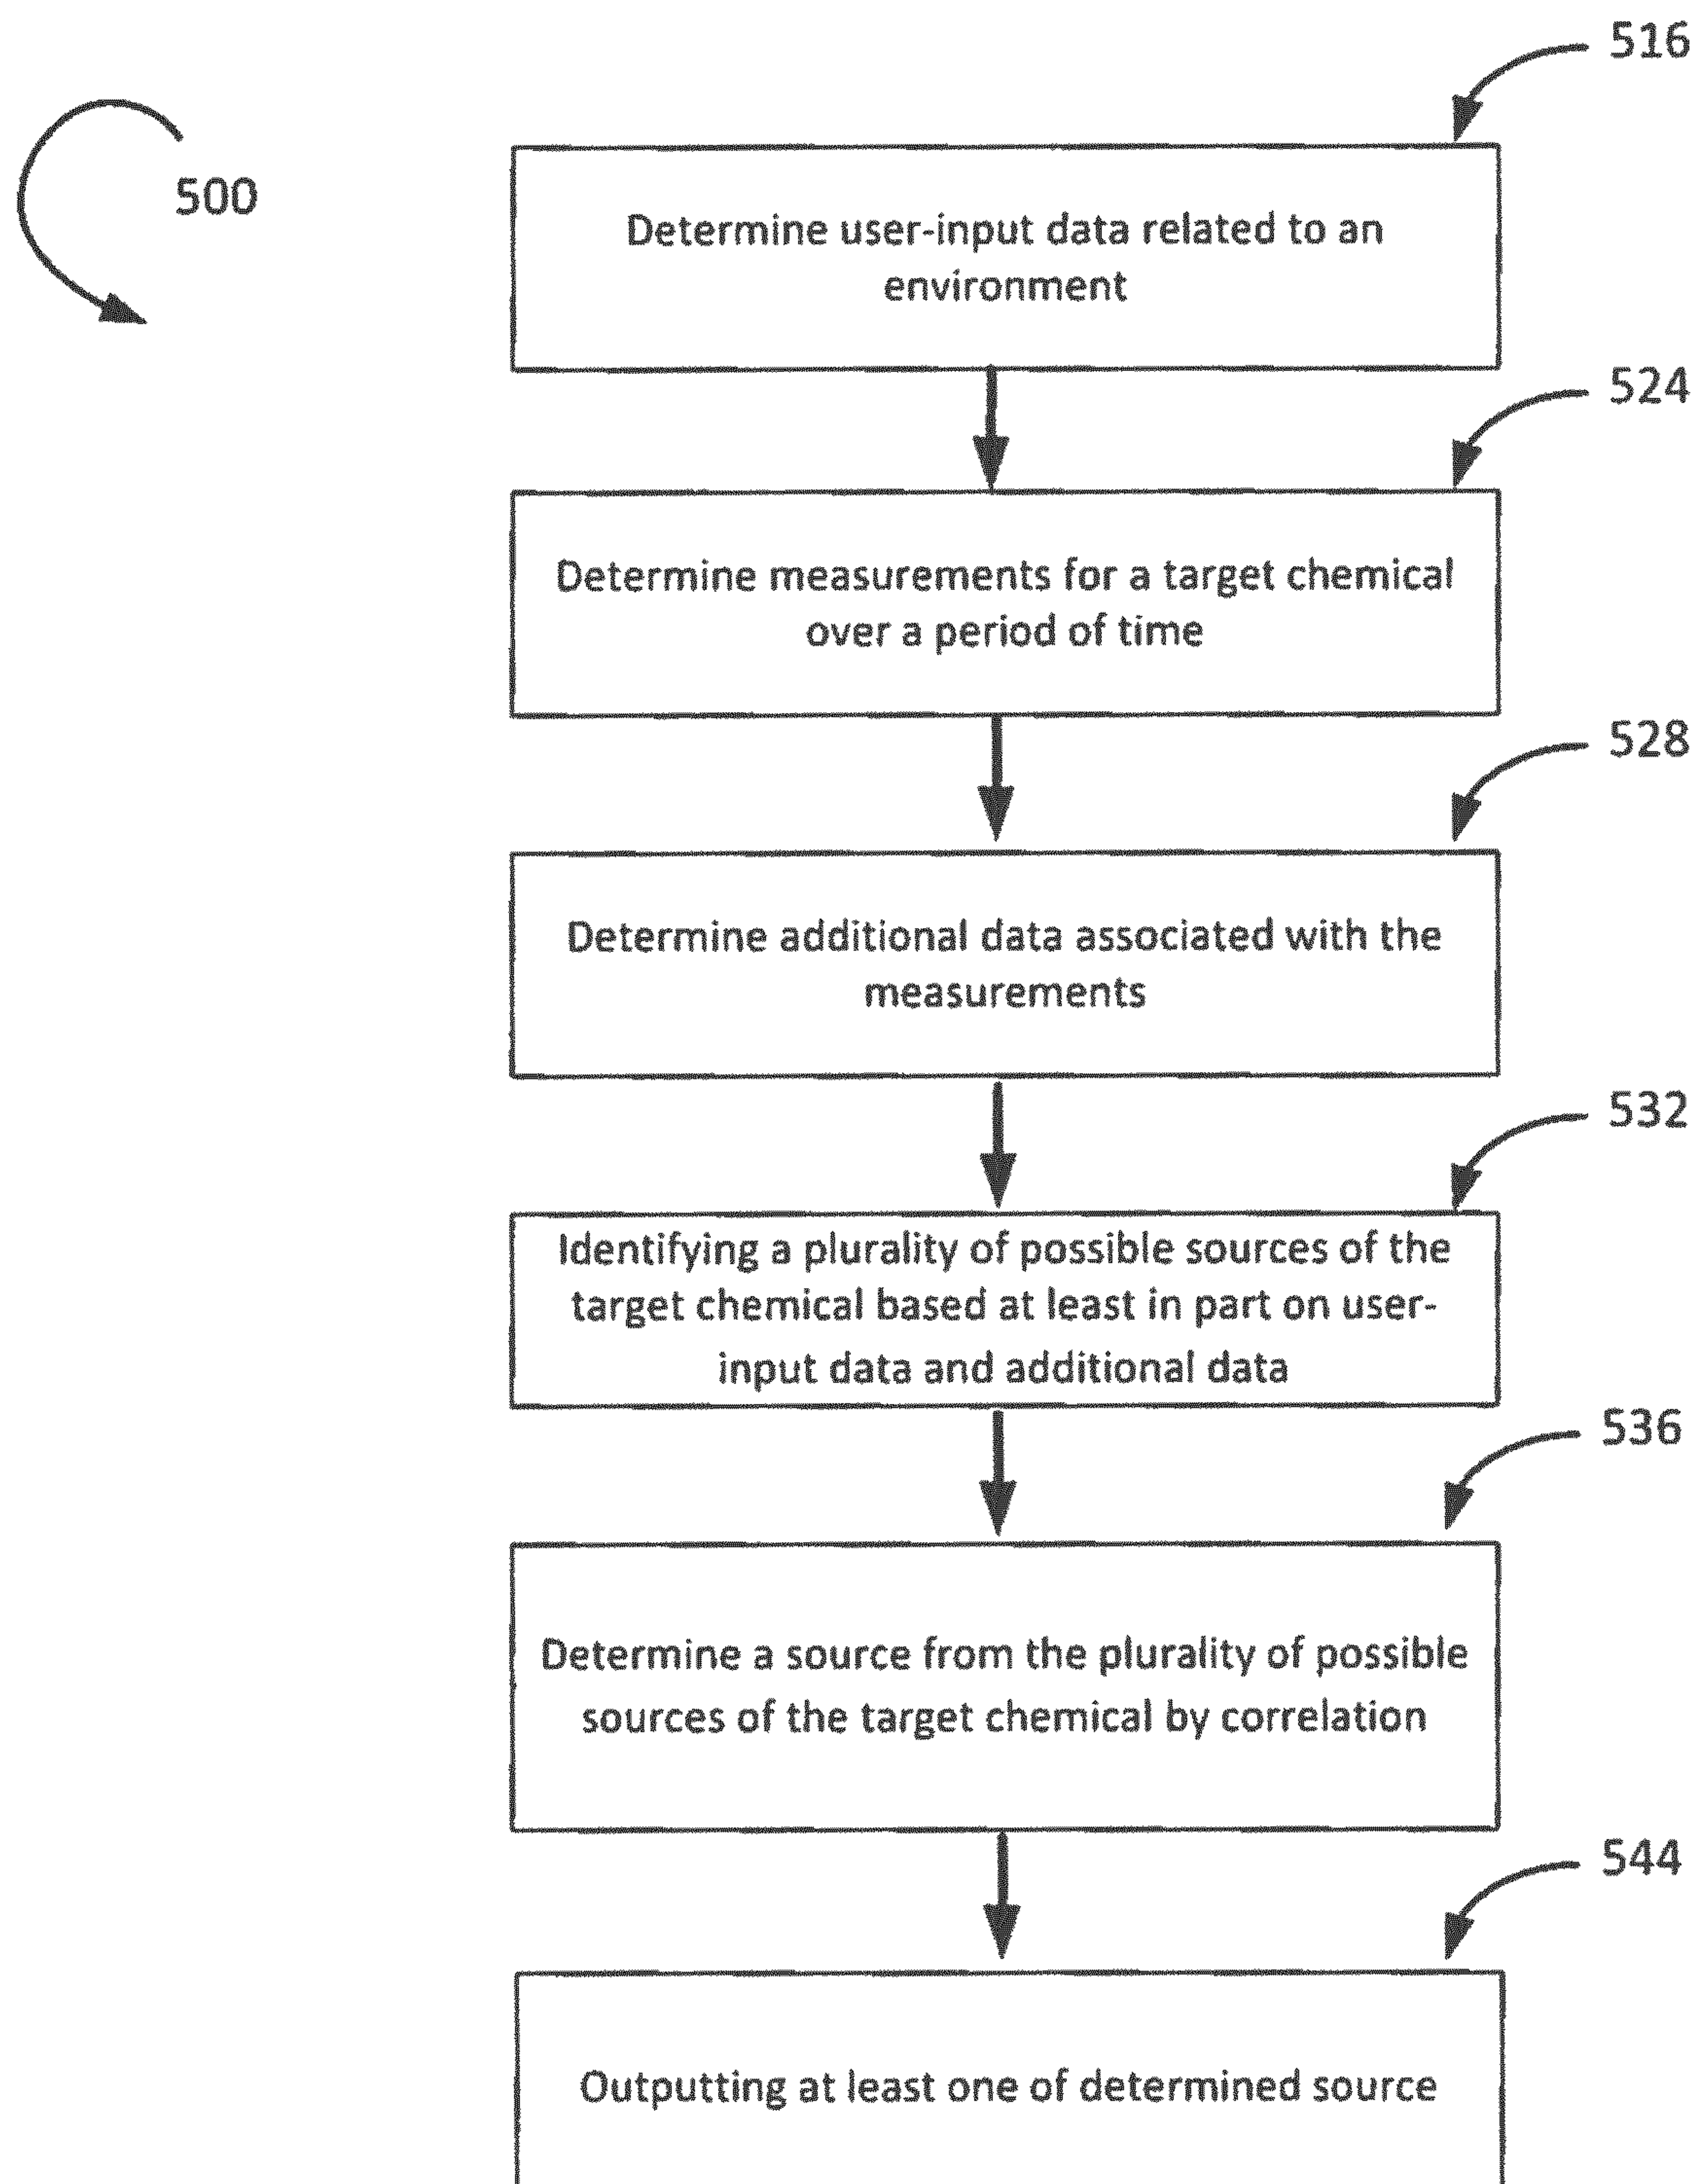 516
500
Determine user-input data related to an
environment
524
Determine measurements for a target chemical
over a period of time
528
Determine additional data associated with the
measurements
532
Identifying a plurality of possible sources of the
target chemical based at least in part on user-
input data and additional data
536
Determine a source from the plurality of possible
sources of the target chemical by correlation
544
Outputting at least one of determined source